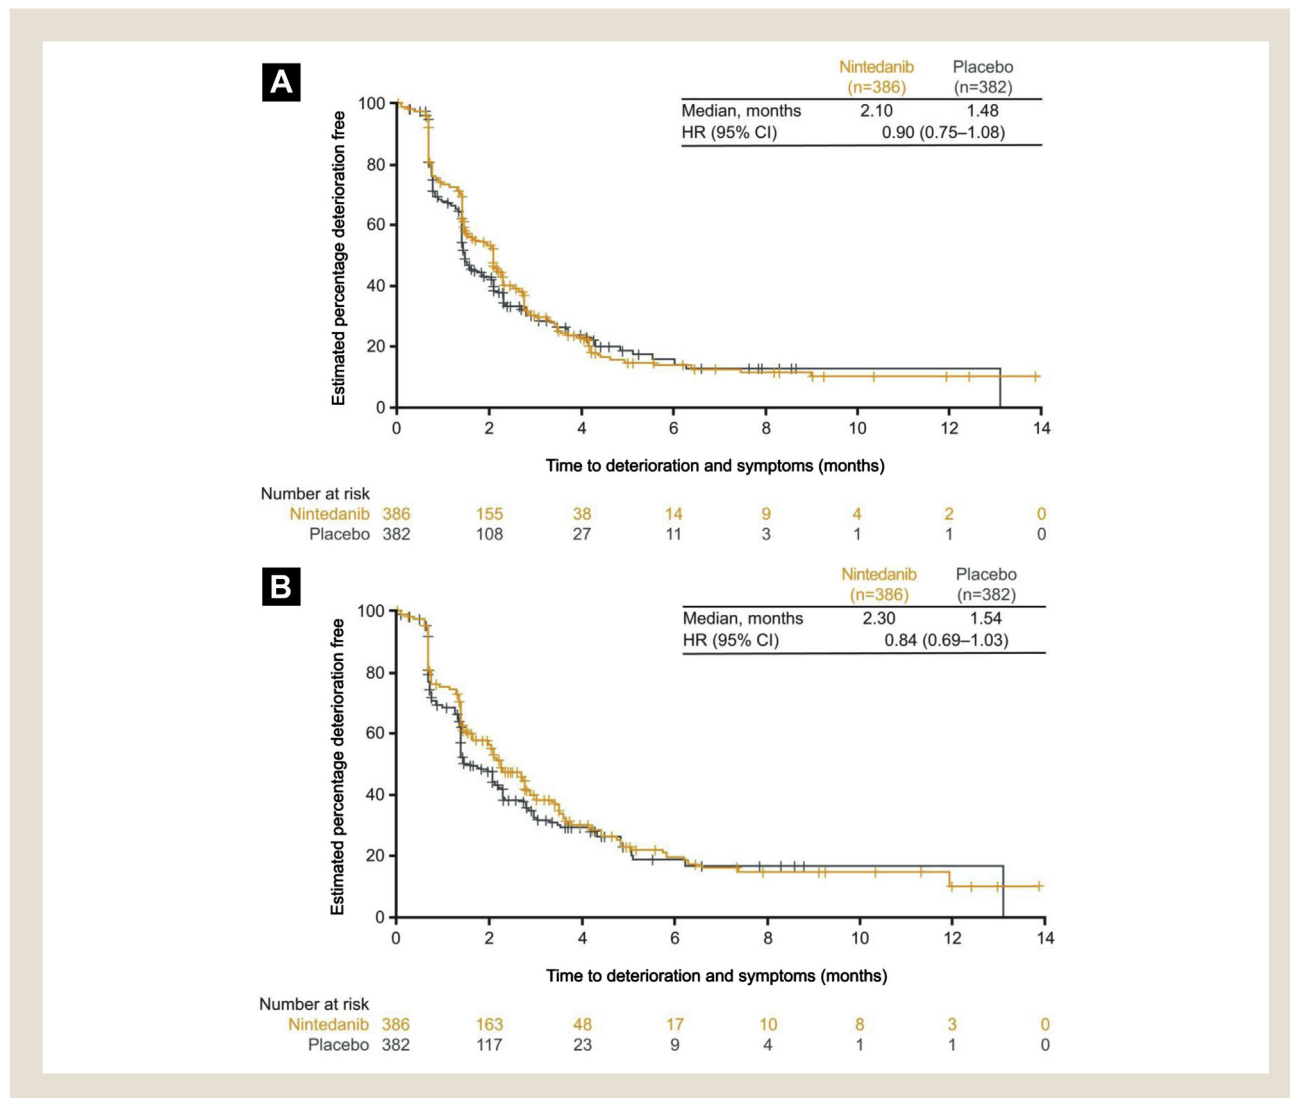 A
Nintedanib Placebo
(n=386) (n=382)
Median, months 2.10 1.48
HR (95% CI) 0.90 (0.75–1.08)
Estimated percentage deterioration free
100
80
60
40
20
0
0 2 4 6 8 10 12 14
Time to deterioration and symptoms (months)
Number at risk
Nintedanib 386 155 38 14 9 4 2 0
Placebo 382 108 27 11 3 1 1 0
B
Nintedanib Placebo
(n=386) (n=382)
Median, months 2.30 1.54
HR (95% CI) 0.84 (0.69–1.03)
Estimated percentage deterioration free
100
80
60
40
20
0
0 2 4 6 8 10 12 14
Time to deterioration and symptoms (months)
Number at risk
Nintedanib 386 163 48 17 10 8 3 0
Placebo 382 117 23 9 4 1 1 0